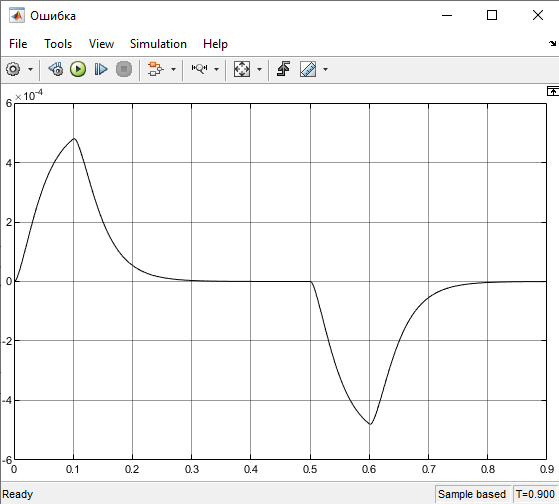 Ошибка
File Tools View Simulation Help
×10⁻⁴
6
4
2
0
-2
-4
-6
0 0.1 0.2 0.3 0.4 0.5 0.6 0.7 0.8 0.9
Ready Sample based T=0.900